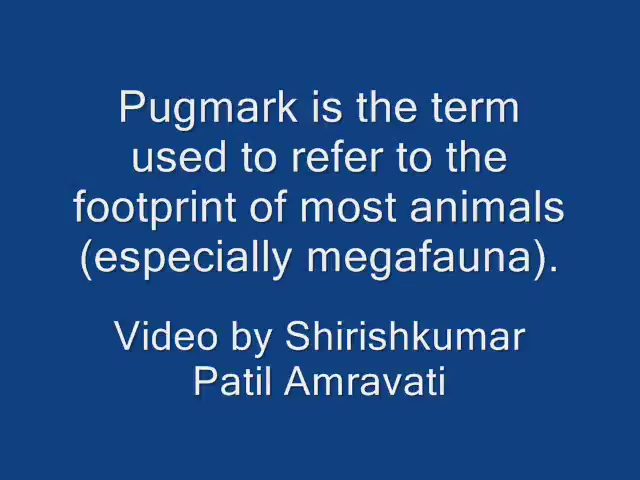 Pugmark is the term
used to refer to the
footprint of most animals
(especially megafauna).
Video by Shirishkumar
Patil Amravati